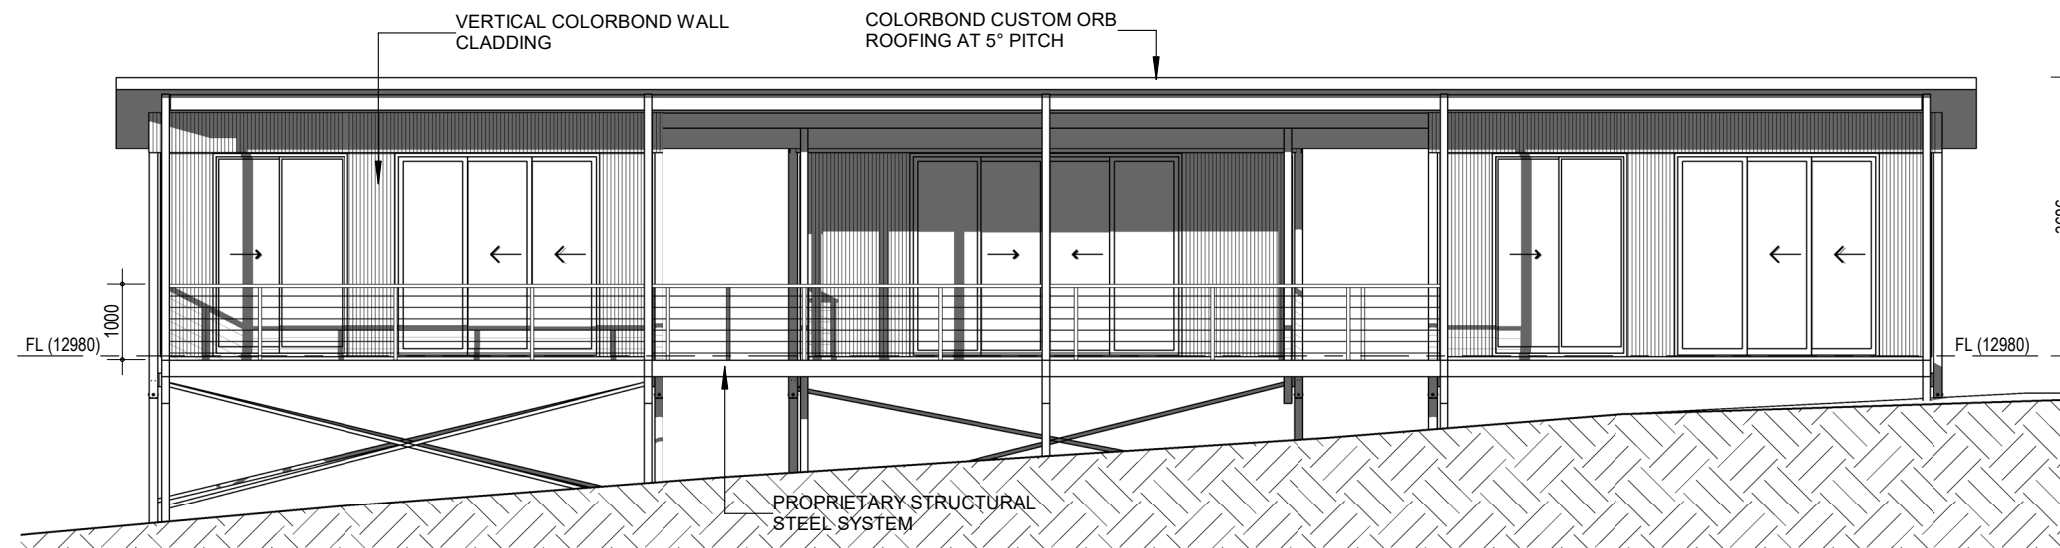 VERTICAL COLORBOND WALL
CLADDING
COLORBOND CUSTOM ORB
ROOFING AT 5° PITCH
1000
FL (12980)
FL (12980)
PROPRIETARY STRUCTURAL
STEEL SYSTEM